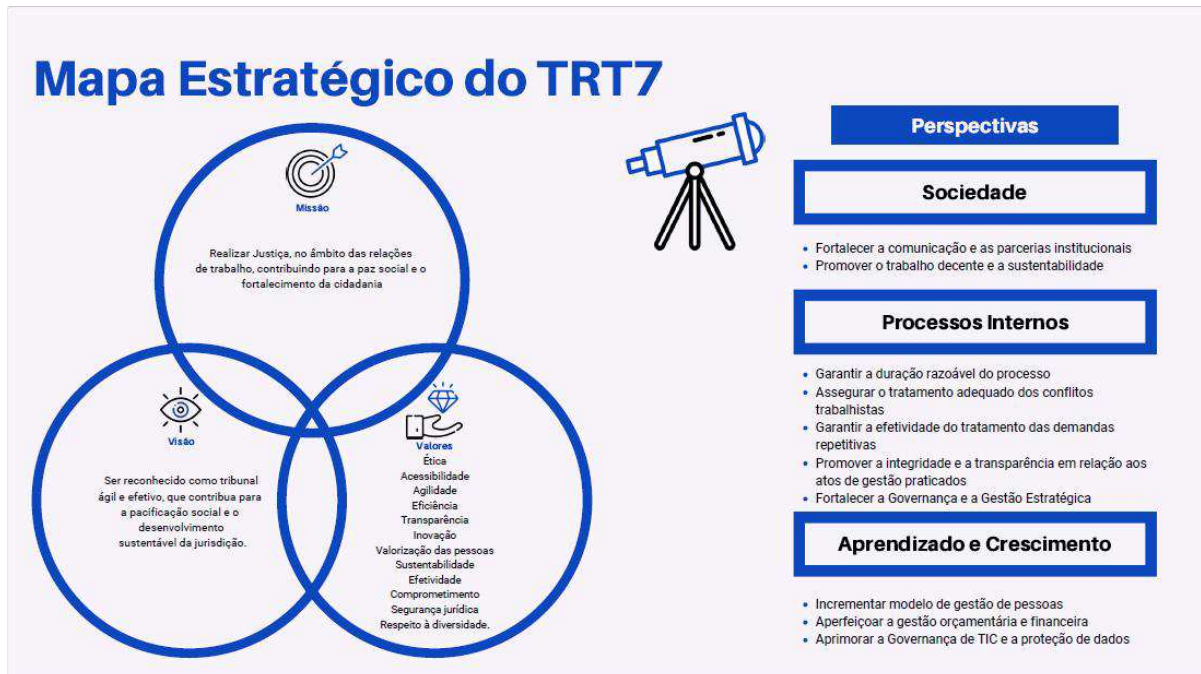 Mapa Estratégico do TRT7
Missão
Realizar Justiça, no âmbito das relações
de trabalho, contribuindo para a paz social e o
fortalecimento da cidadania
Visão
Ser reconhecido como tribunal
ágil e efetivo, que contribua para
a pacificação social e o
desenvolvimento
sustentável da jurisdição.
Valores
Ética
Acessibilidade
Agilidade
Eficiência
Transparência
Inovação
Valorização das pessoas
Sustentabilidade
Efetividade
Comprometimento
Segurança jurídica
Respeito à diversidade.
Perspectivas
Sociedade
• Fortalecer a comunicação e as parcerias institucionais
• Promover o trabalho decente e a sustentabilidade
Processos Internos
• Garantir a duração razoável do processo
• Assegurar o tratamento adequado dos conflitos
trabalhistas
• Garantir a efetividade do tratamento das demandas
repetitivas
• Promover a integridade e a transparência em relação aos
atos de gestão praticados
• Fortalecer a Governança e a Gestão Estratégica
Aprendizado e Crescimento
• Incrementar modelo de gestão de pessoas
• Aperfeiçoar a gestão orçamentária e financeira
• Aprimorar a Governança de TIC e a proteção de dados